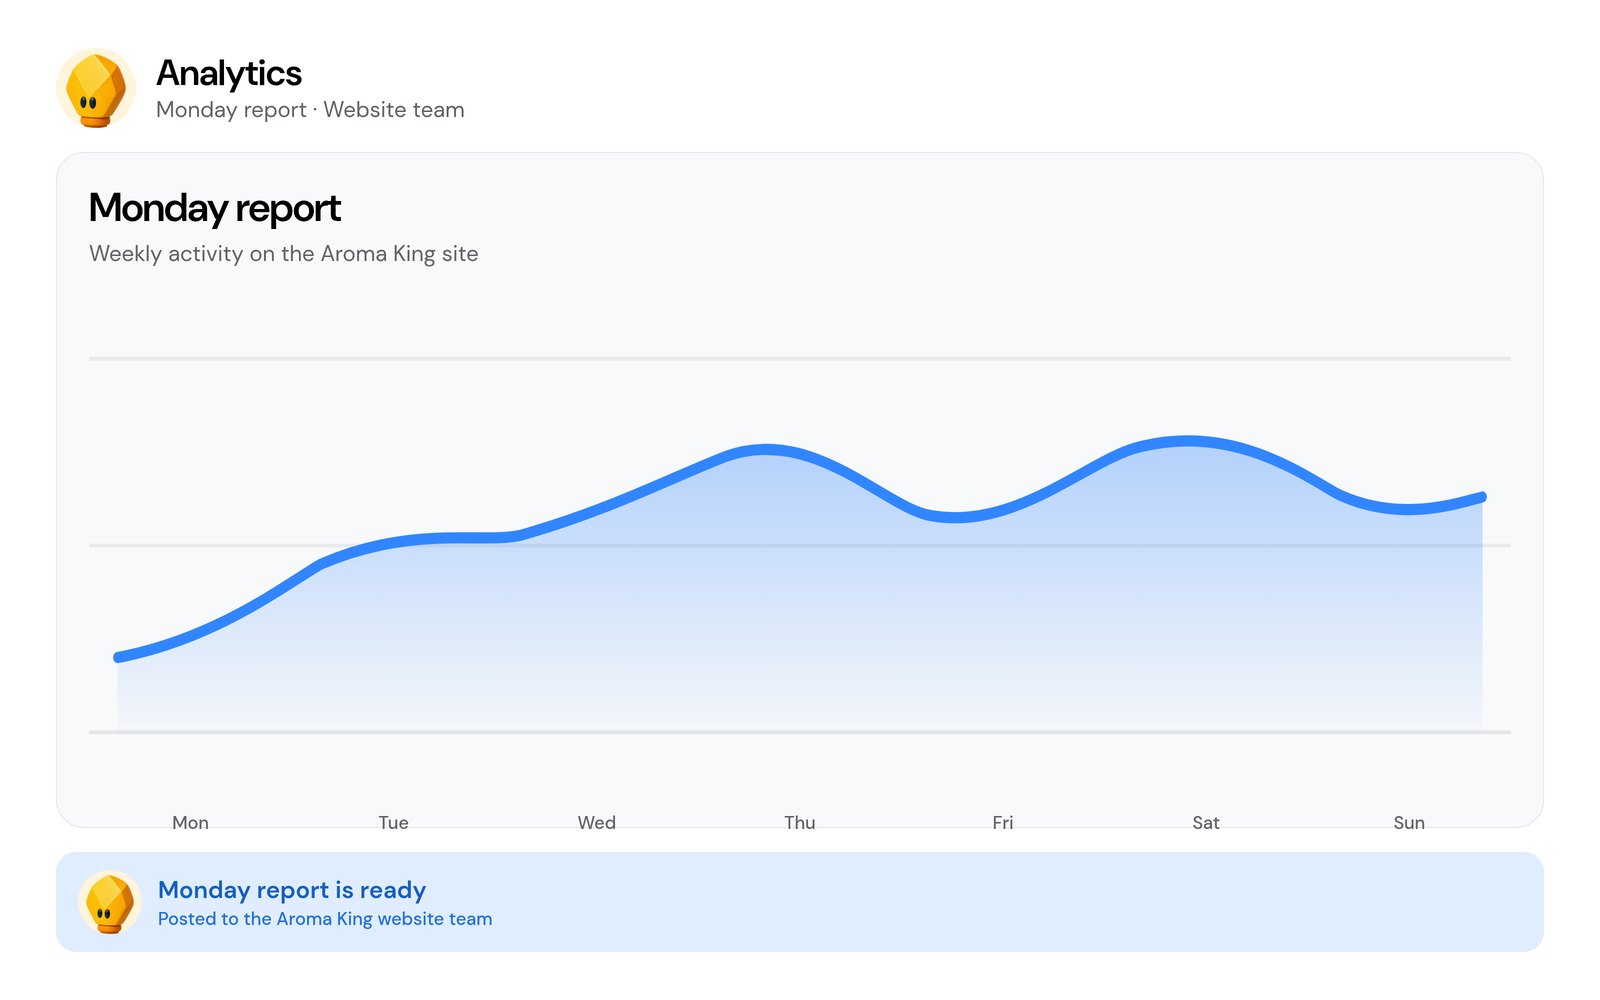 Analytics
Monday report · Website team
Monday report
Weekly activity on the Aroma King site
Mon Tue Wed Thu Fri Sat Sun
Monday report is ready
Posted to the Aroma King website team